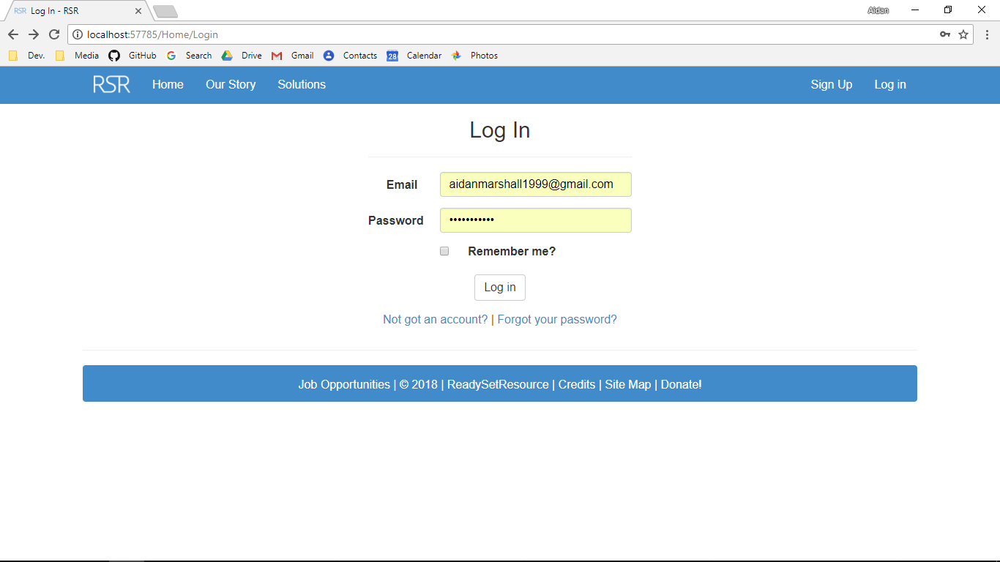 RSR Log In - RSR
Aidan
localhost:57785/Home/Login
Dev. Media GitHub Search Drive Gmail Contacts 28 Calendar Photos
RSR Home Our Story Solutions Sign Up Log in
Log In
Email aidanmarshall1999@gmail.com
Password •••••••••••
Remember me?
Log in
Not got an account? | Forgot your password?
Job Opportunities | © 2018 | ReadySetResource | Credits | Site Map | Donate!